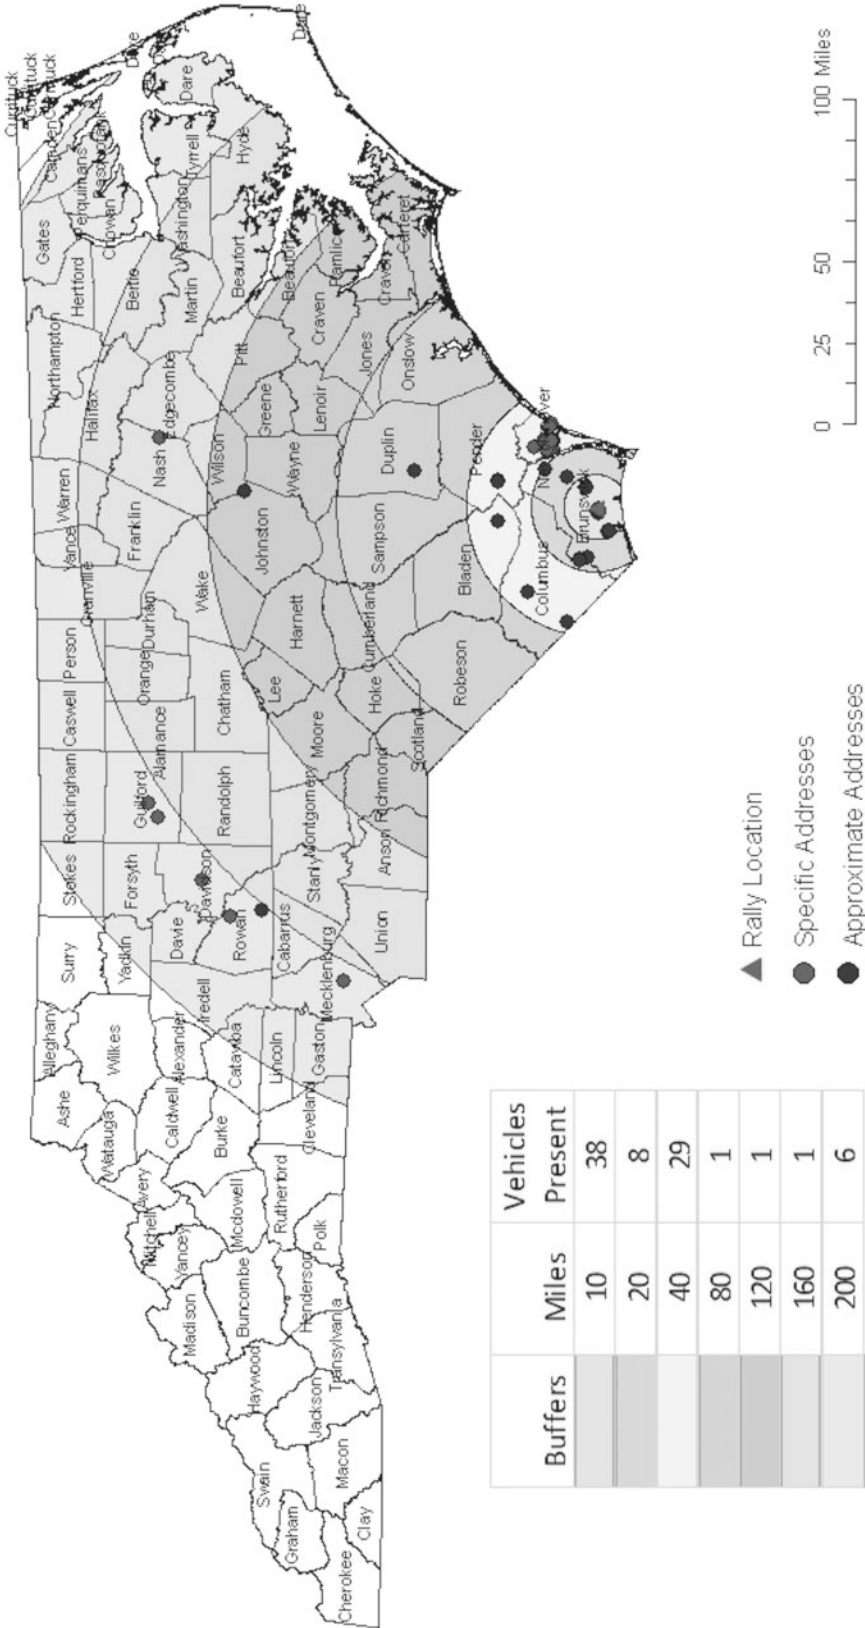 Alleghany
Ashe
Surry
Stokes
Rockingham
Caswell
Person
Vance
Warren
Northampton
Gates
Currituck
Currituck
Camden
Currituck
Watauga
Wilkes
Yadkin
Forsyth
Guilford
Alamance
Orange
Durham
Granville
Franklin
Halifax
Hertford
Perquimans
Pasquotank
Chowan
Bertie
Dare
Mitchell
Avery
Caldwell
Alexander
Davie
Davidson
Randolph
Chatham
Wake
Nash
Edgecombe
Martin
Washington
Tyrrell
Dare
Madison
Yancey
Mcdowell
Burke
Catawba
Iredell
Rowan
Wilson
Pitt
Beaufort
Hyde
Swain
Haywood
Buncombe
Rutherford
Lincoln
Cabarrus
Stanly
Montgomery
Moore
Lee
Harnett
Johnston
Wayne
Greene
Lenoir
Craven
Beaufort
Pamlico
Dare
Graham
Jackson
Henderson
Polk
Cleveland
Gaston
Mecklenburg
Union
Anson
Richmond
Hoke
Cumberland
Sampson
Duplin
Jones
Craven
Carteret
Cherokee
Clay
Macon
Transylvania
Scotland
Robeson
Bladen
Pender
Onslow
Columbus
Brunswick
Buffers Miles Vehicles Present
10 38
20 8
40 29
80 1
120 1
160 1
200 6
Rally Location
Specific Addresses
Approximate Addresses
0 25 50 100 Miles